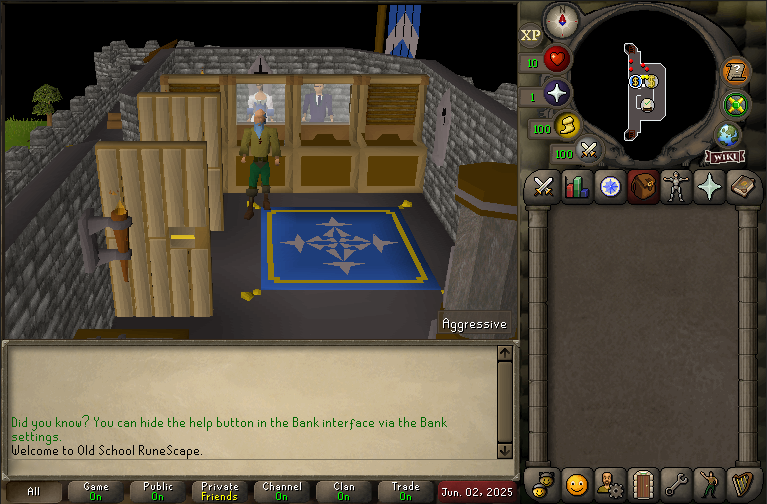 N
XP
10
1
100
100
WIKI
Aggressive
Did you know? You can hide the help button in the Bank interface via the Bank
settings.
Welcome to Old School RuneScape.
All
Game
On
Public
On
Private
Friends
Channel
On
Clan
On
Trade
On
Jun. 02, 2025